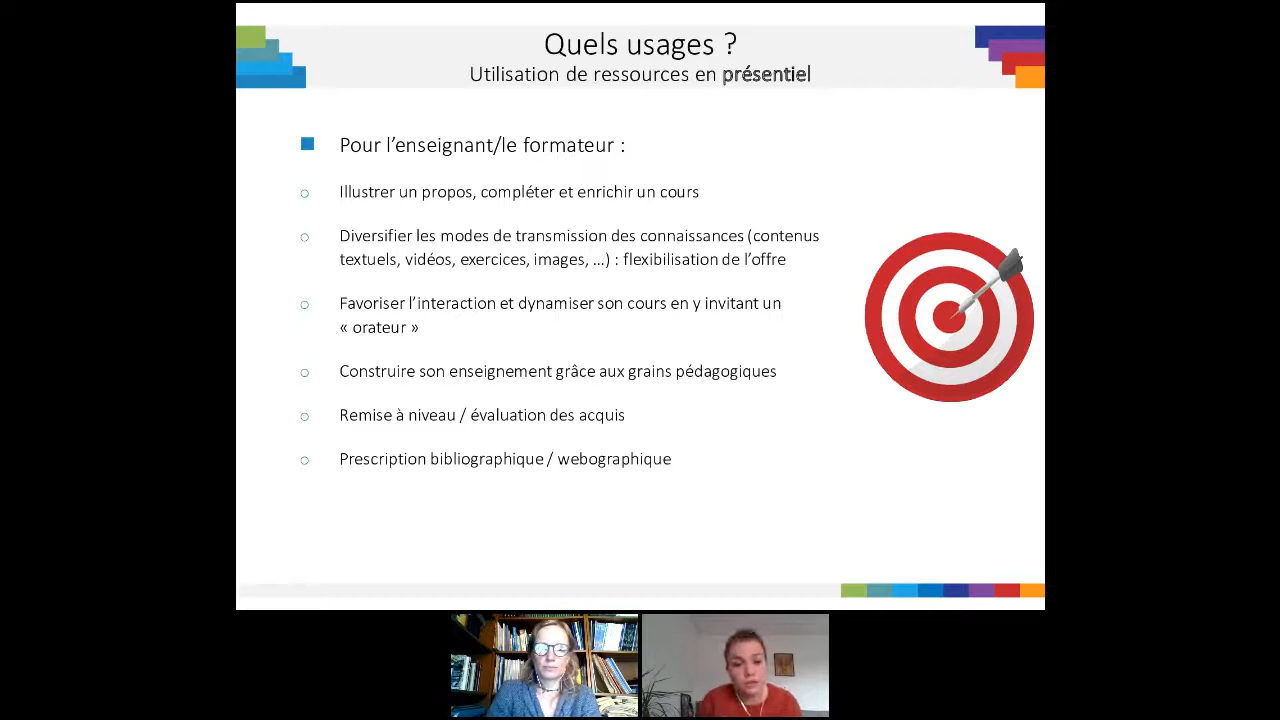 Quels usages ?
Utilisation de ressources en présentiel
Pour l’enseignant/le formateur :
Illustrer un propos, compléter et enrichir un cours
Diversifier les modes de transmission des connaissances (contenus
textuels, vidéos, exercices, images, …) : flexibilisation de l’offre
Favoriser l’interaction et dynamiser son cours en y invitant un
« orateur »
Construire son enseignement grâce aux grains pédagogiques
Remise à niveau / évaluation des acquis
Prescription bibliographique / webographique